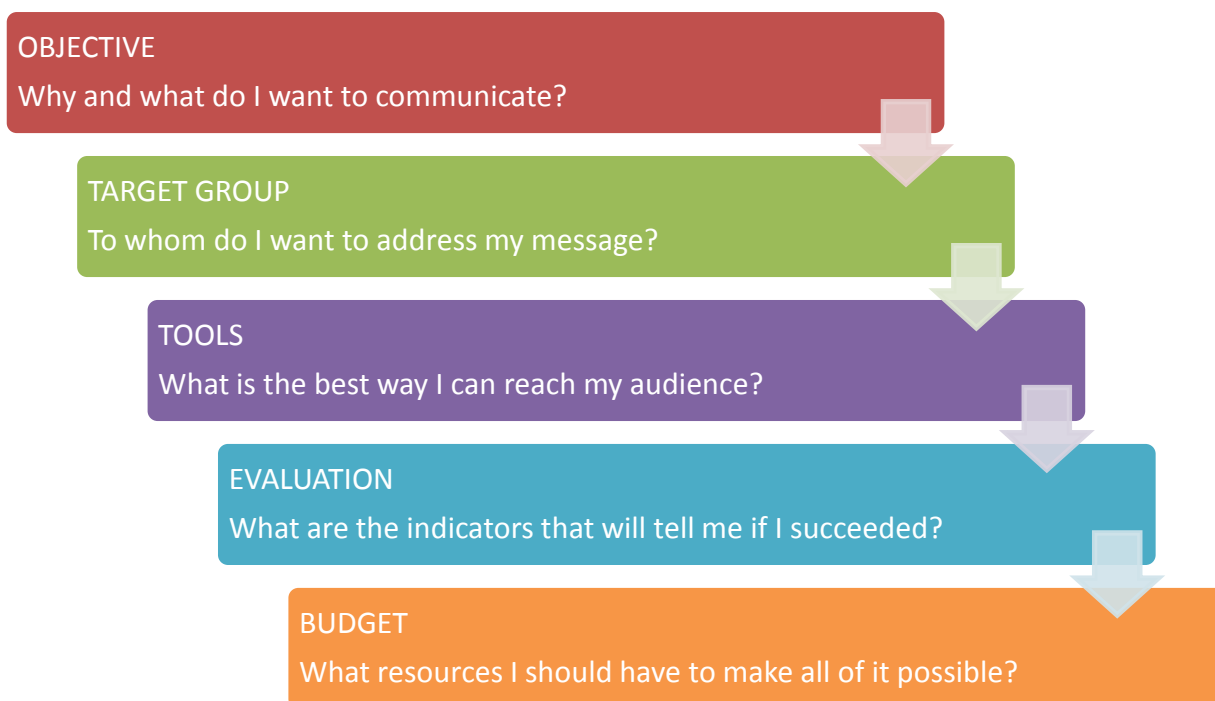 OBJECTIVE
Why and what do I want to communicate?
TARGET GROUP
To whom do I want to address my message?
TOOLS
What is the best way I can reach my audience?
EVALUATION
What are the indicators that will tell me if I succeeded?
BUDGET
What resources I should have to make all of it possible?